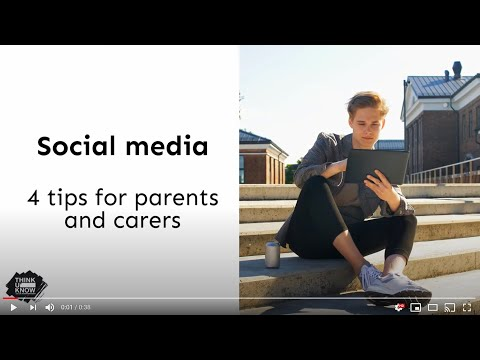 Social media
4 tips for parents
and carers
THINK
U
KNOW
0:01 / 0:38